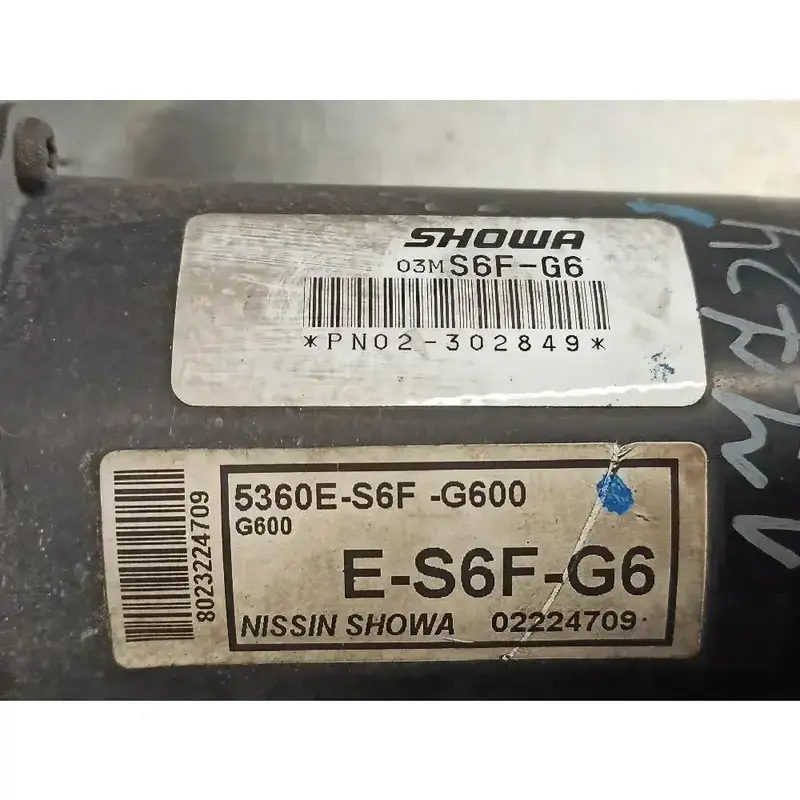 SHOWA
03M S6F-G6
*PN02-302849*
8023224709
5360E-S6F -G600
G600
E-S6F-G6
NISSIN SHOWA 02224709